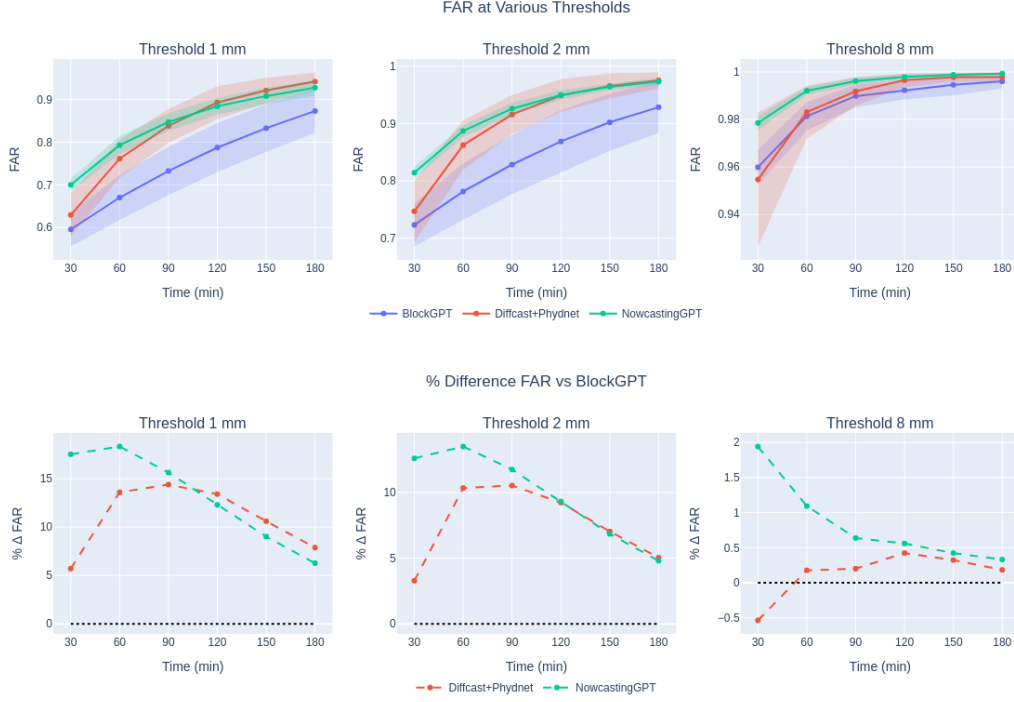 FAR at Various Thresholds
Threshold 1 mm
Threshold 2 mm
Threshold 8 mm
FAR
0.9
0.8
0.7
0.6
30 60 90 120 150 180
Time (min)
FAR
1
0.9
0.8
0.7
30 60 90 120 150 180
Time (min)
FAR
1
0.98
0.96
0.94
30 60 90 120 150 180
Time (min)
BlockGPT Diffcast+Phydnet NowcastingGPT
% Difference FAR vs BlockGPT
Threshold 1 mm
Threshold 2 mm
Threshold 8 mm
% Δ FAR
15
10
5
0
30 60 90 120 150 180
Time (min)
% Δ FAR
10
5
0
30 60 90 120 150 180
Time (min)
% Δ FAR
2
1.5
1
0.5
0
−0.5
30 60 90 120 150 180
Time (min)
Diffcast+Phydnet NowcastingGPT